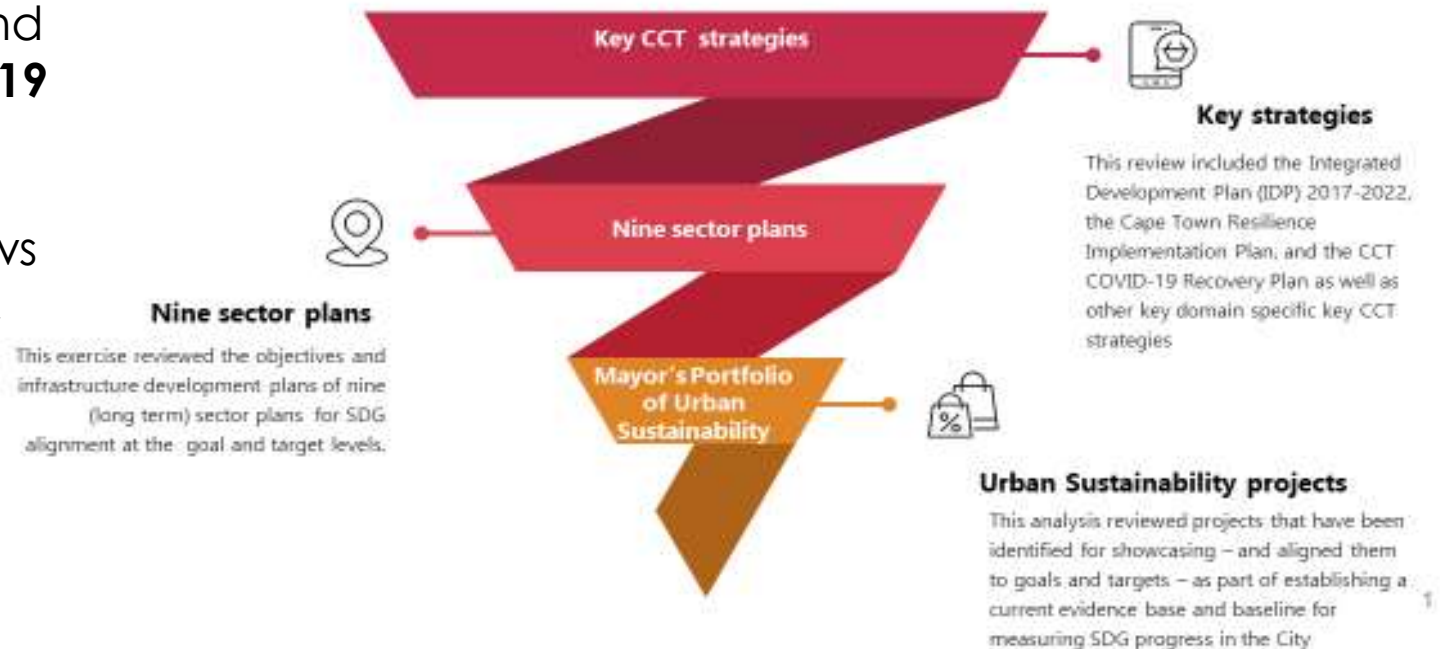 nd
19
ws
Key CCT strategies
Key strategies
This review included the Integrated
Development Plan (IDP) 2017-2022,
the Cape Town Resilience
Implementation Plan, and the CCT
COVID-19 Recovery Plan as well as
other key domain specific key CCT
strategies
Nine sector plans
Nine sector plans
This exercise reviewed the objectives and
infrastructure development plans of nine
(long term) sector plans for SDG
alignment at the goal and target levels.
Mayor's Portfolio
of Urban
Sustainability
%
Urban Sustainability projects
This analysis reviewed projects that have been
identified for showcasing – and aligned them
to goals and targets – as part of establishing a
current evidence base and baseline for
measuring SDG progress in the City
1